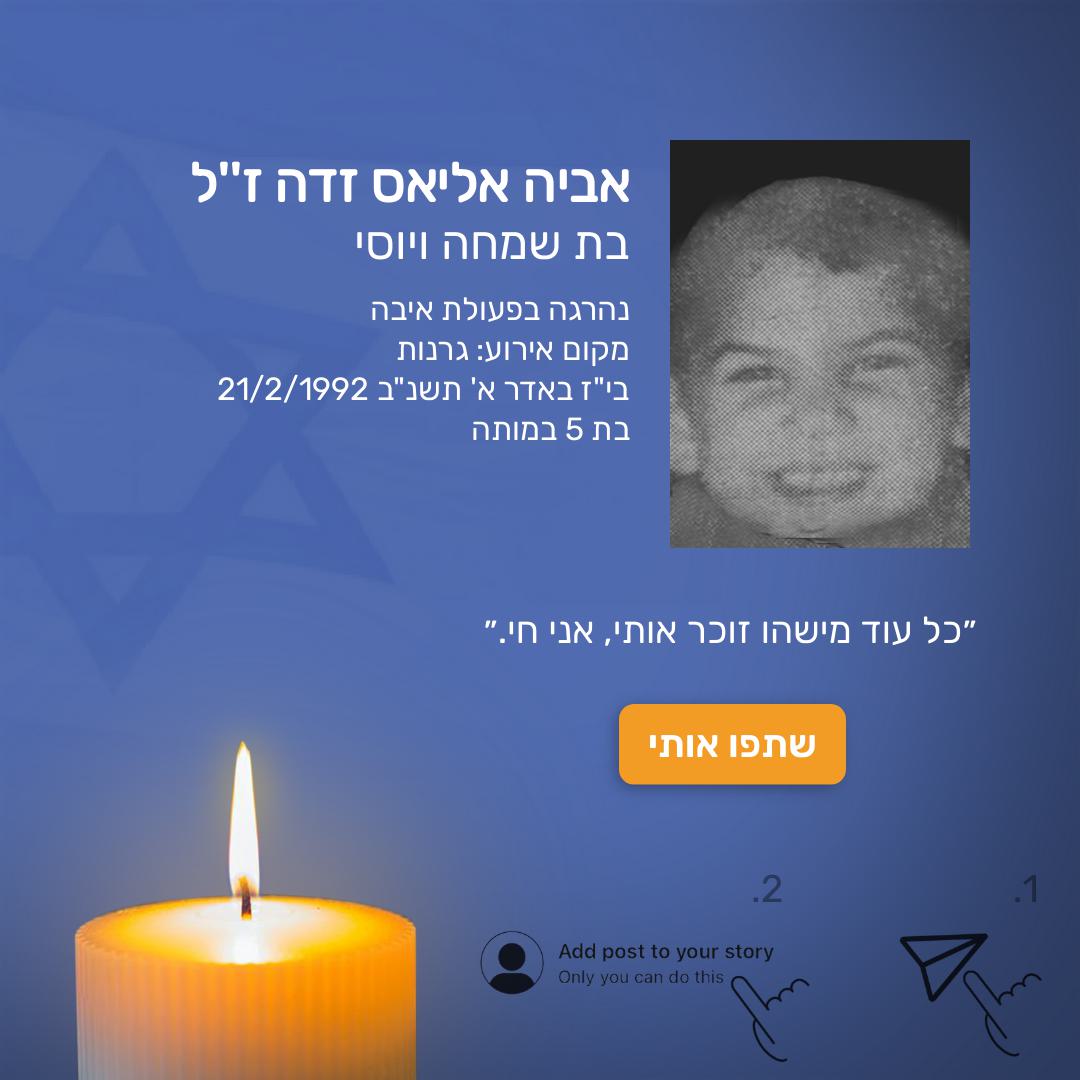 אביה אליאס זדה ז''ל
בת שמחה ויוסי
נהרגה בפעולת איבה
מקום אירוע: גרנות
בי"ז באדר א' תשנ"ב 21/2/1992
בת 5 במותה
״כל עוד מישהו זוכר אותי, אני חי.״
שתפו אותי
.1
.2
Add post to your story
Only you can do this